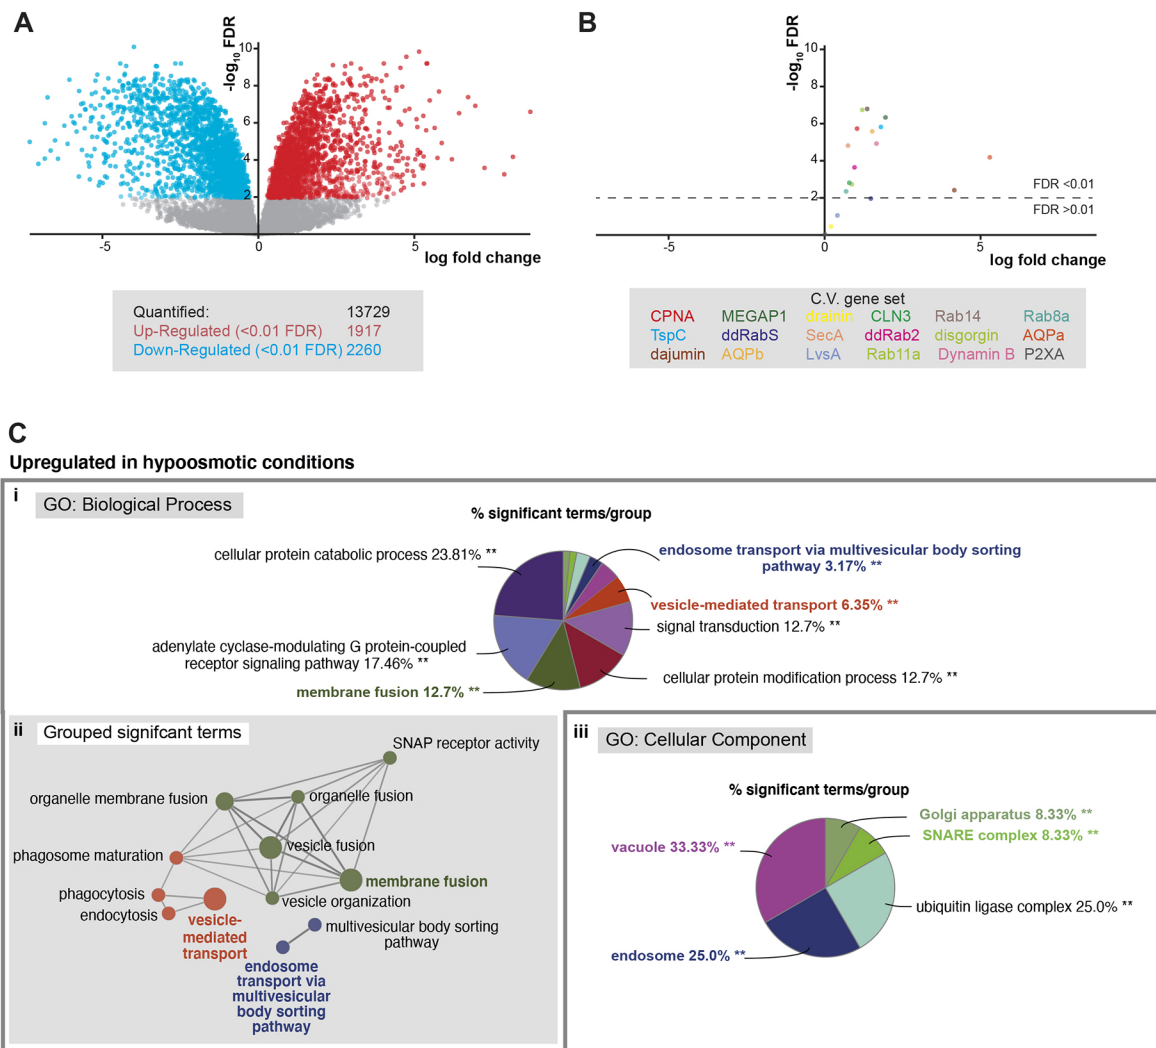 A
B
-log10 FDR
10
8
6
4
2
-5
0
5
log fold change
-log10 FDR
10
8
6
4
2
FDR <0.01
FDR >0.01
-5
0
5
log fold change
Quantified: 13729
Up-Regulated (<0.01 FDR) 1917
Down-Regulated (<0.01 FDR) 2260
C.V. gene set
CPNA MEGAP1 drainin CLN3 Rab14 Rab8a
TspC ddRabS SecA ddRab2 disgorgin AQPa
dajumin AQPb LvsA Rab11a Dynamin B P2XA
C
Upregulated in hypoosmotic conditions
i
GO: Biological Process
% significant terms/group
cellular protein catabolic process 23.81% **
endosome transport via multivesicular body sorting
pathway 3.17% **
vesicle-mediated transport 6.35% **
signal transduction 12.7% **
adenylate cyclase-modulating G protein-coupled
receptor signaling pathway 17.46% **
cellular protein modification process 12.7% **
membrane fusion 12.7% **
ii
Grouped signifcant terms
SNAP receptor activity
organelle membrane fusion
organelle fusion
vesicle fusion
phagosome maturation
membrane fusion
phagocytosis
vesicle organization
endocytosis
vesicle-
mediated
transport
multivesicular body sorting
pathway
endosome
transport via
multivesicular
body sorting
pathway
iii
GO: Cellular Component
% significant terms/group
Golgi apparatus 8.33% **
SNARE complex 8.33% **
vacuole 33.33% **
ubiquitin ligase complex 25.0% **
endosome 25.0% **